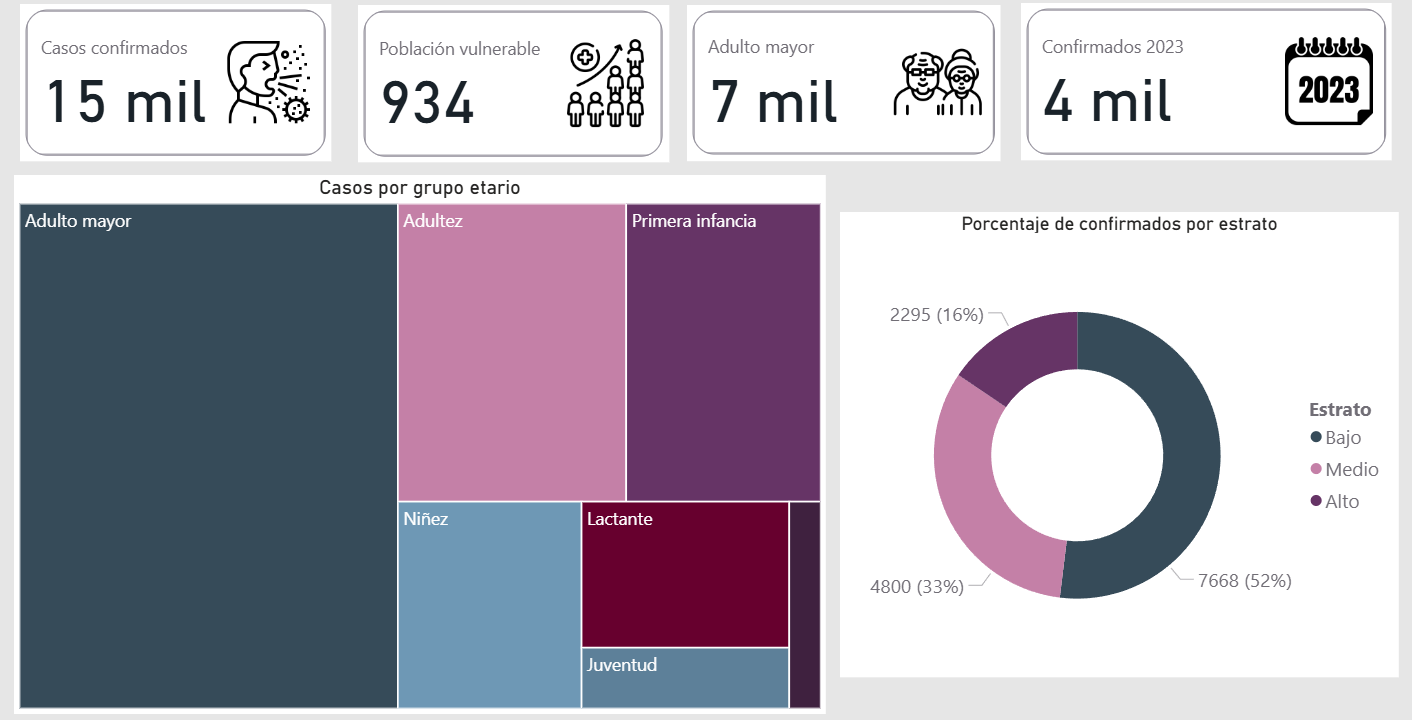 Casos confirmados
15 mil
Población vulnerable
934
Adulto mayor
7 mil
Confirmados 2023
4 mil
2023
Casos por grupo etario
Adulto mayor
Adultez
Primera infancia
Niñez
Lactante
Juventud
Porcentaje de confirmados por estrato
2295 (16%)
4800 (33%)
7668 (52%)
Estrato
Bajo
Medio
Alto